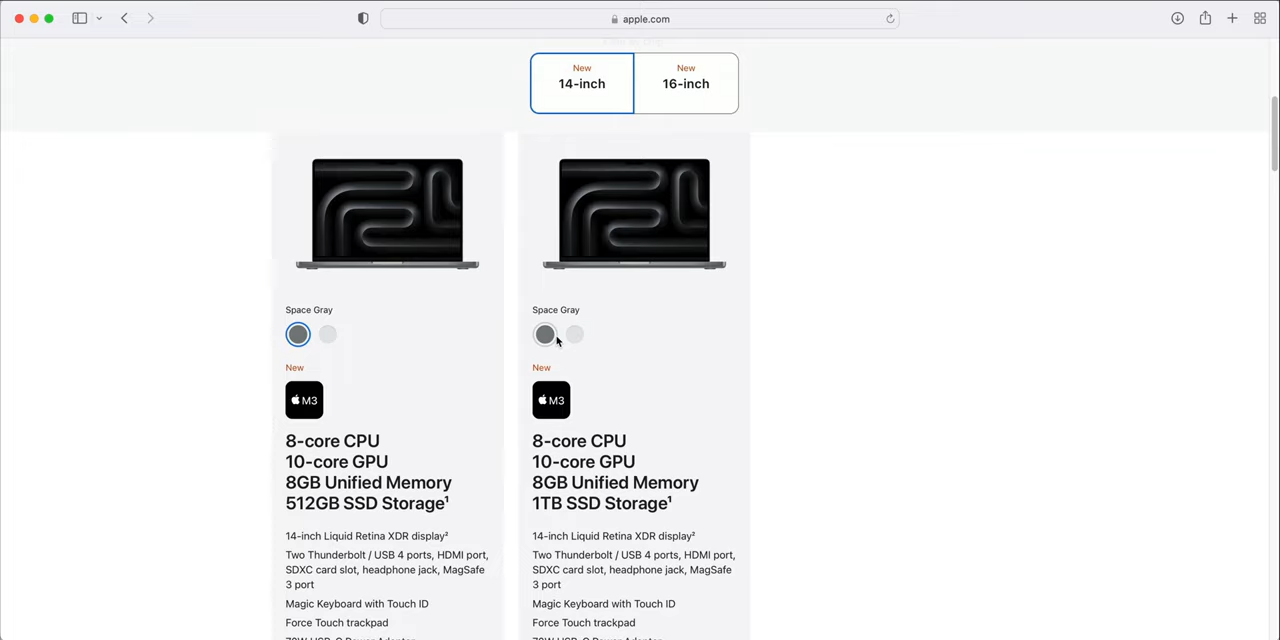 apple.com
New
14-inch
New
16-inch
Space Gray
New
M3
8-core CPU
10-core GPU
8GB Unified Memory
512GB SSD Storage¹
14-inch Liquid Retina XDR display²
Two Thunderbolt / USB 4 ports, HDMI port,
SDXC card slot, headphone jack, MagSafe
3 port
Magic Keyboard with Touch ID
Force Touch trackpad
Space Gray
New
M3
8-core CPU
10-core GPU
8GB Unified Memory
1TB SSD Storage¹
14-inch Liquid Retina XDR display²
Two Thunderbolt / USB 4 ports, HDMI port,
SDXC card slot, headphone jack, MagSafe
3 port
Magic Keyboard with Touch ID
Force Touch trackpad